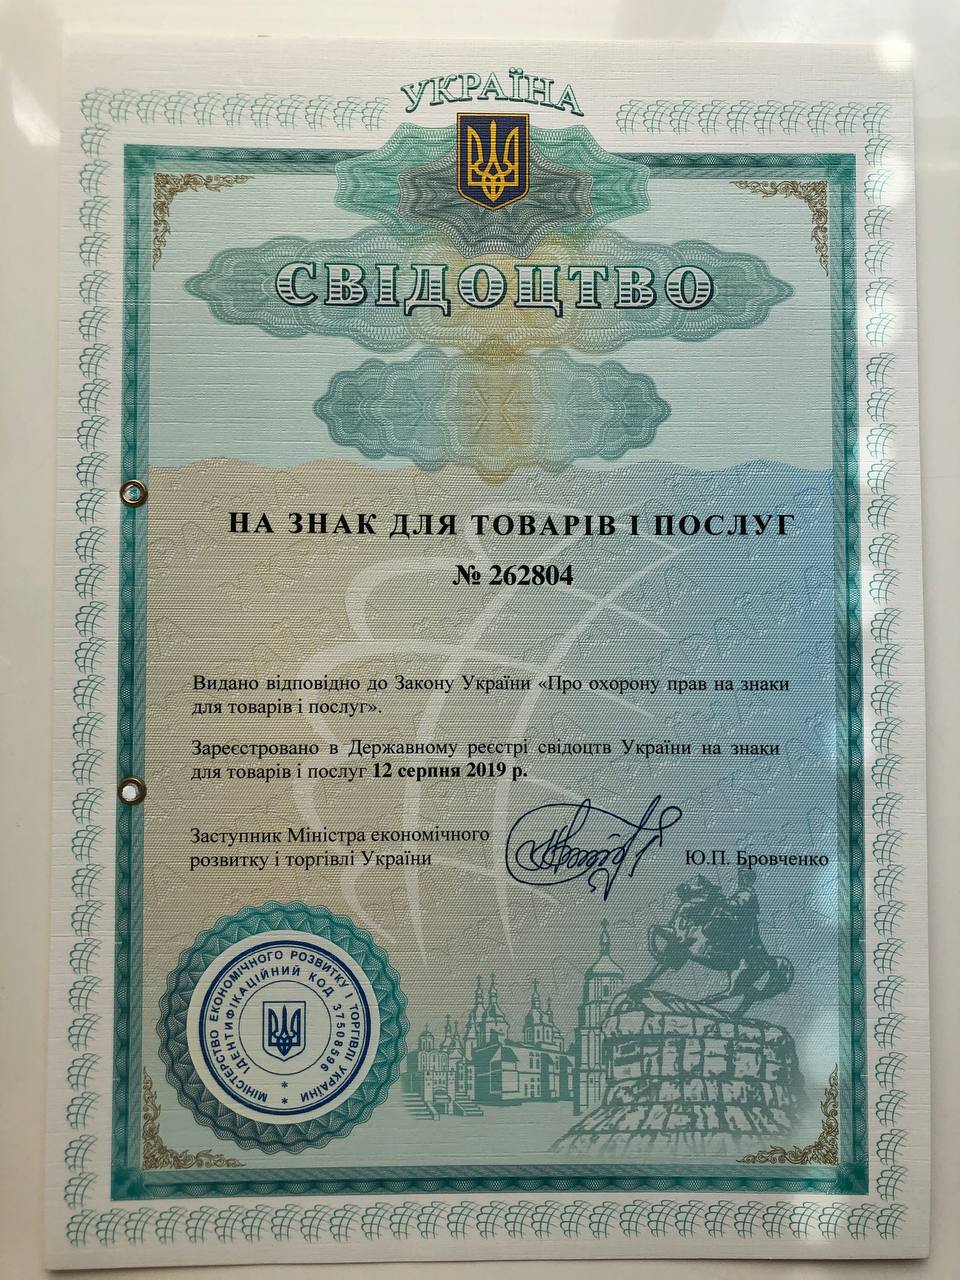 УКРАЇНА
СВІДОЦТВО
НА ЗНАК ДЛЯ ТОВАРІВ І ПОСЛУГ
№ 262804
Видано відповідно до Закону України «Про охорону прав на знаки
для товарів і послуг».
Зареєстровано в Державному реєстрі свідоцтв України на знаки
для товарів і послуг 12 серпня 2019 р.
Заступник Міністра економічного
розвитку і торгівлі України
Ю.П. Бровченко
МІНІСТЕРСТВО ЕКОНОМІЧНОГО РОЗВИТКУ І ТОРГІВЛІ УКРАЇНИ
ІДЕНТИФІКАЦІЙНИЙ КОД 37508596